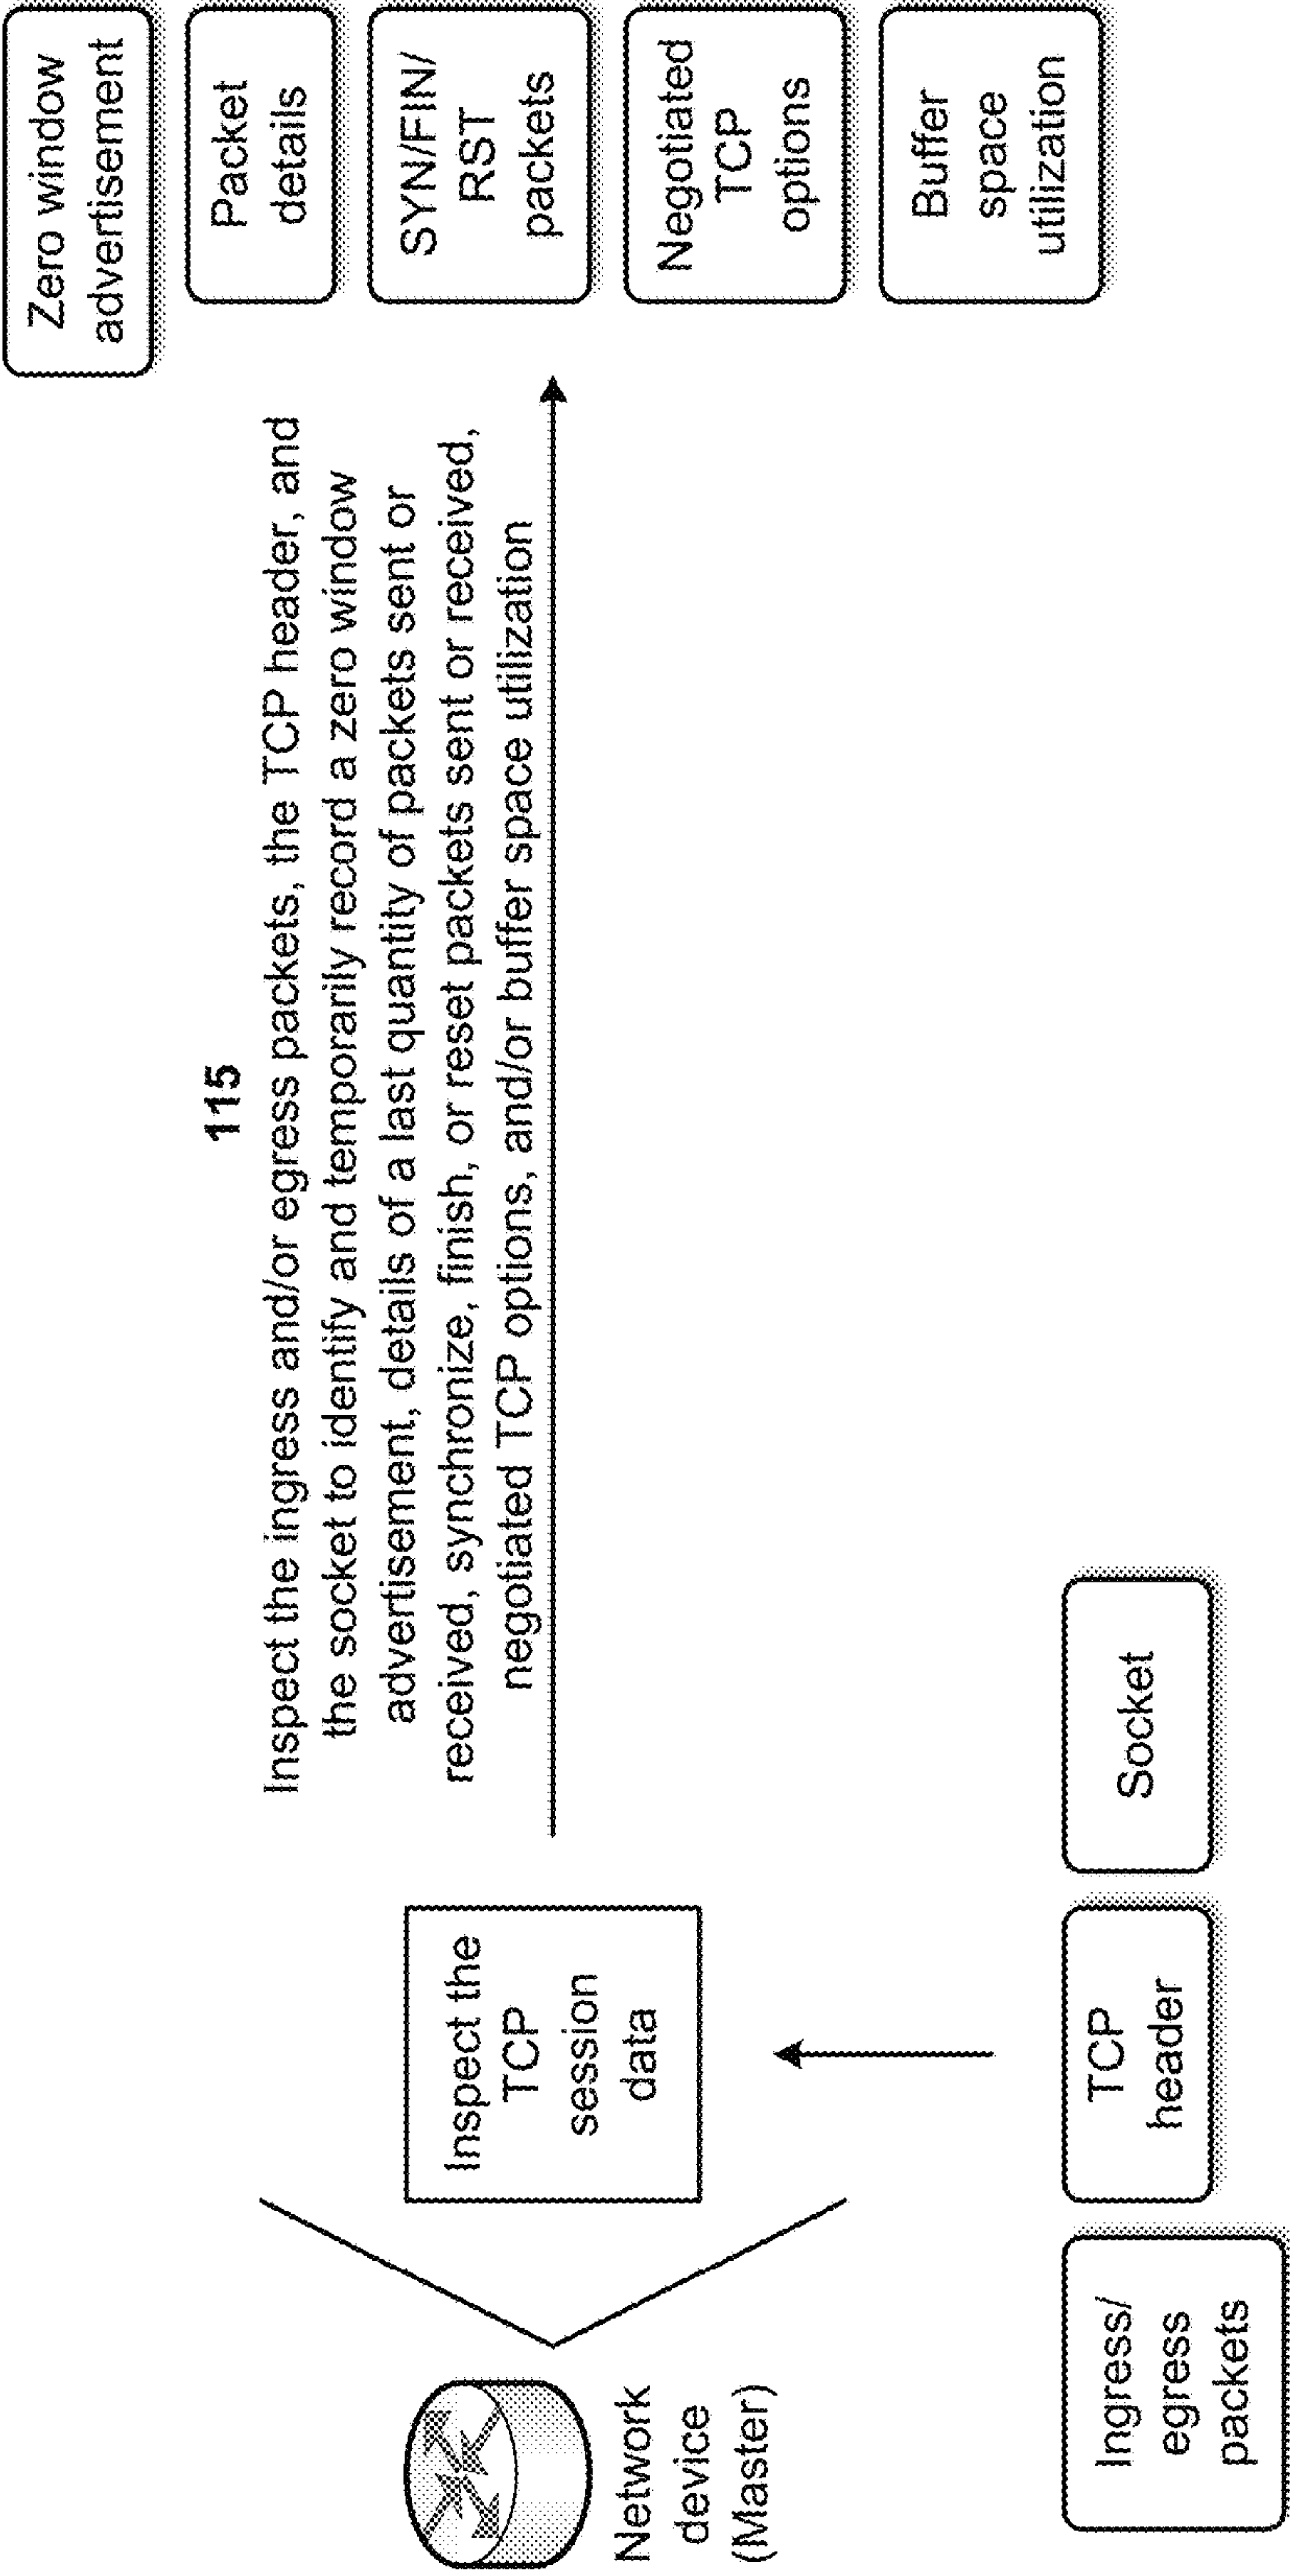 115
Inspect the ingress and/or egress packets, the TCP header, and
the socket to identify and temporarily record a zero window
advertisement, details of a last quantity of packets sent or
received, synchronize, finish, or reset packets sent or received,
negotiated TCP options, and/or buffer space utilization
Network
device
(Master)
Inspect the
TCP
session
data
Ingress/
egress
packets
TCP
header
Socket
Zero window
advertisement
Packet
details
SYN/FIN/
RST
packets
Negotiated
TCP
options
Buffer
space
utilization